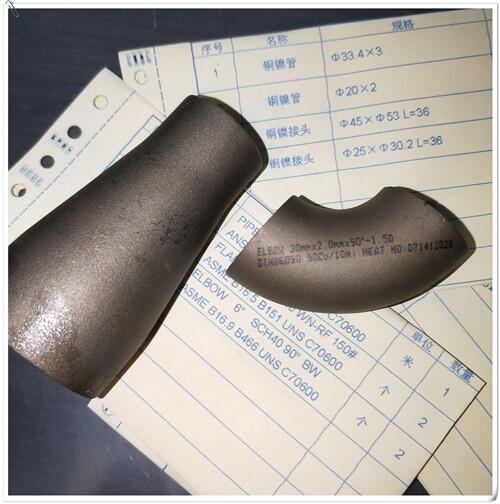 序号 名称 规格
1 铜镍管 Φ33.4×3
铜镍管 Φ20×2
铜镍接头 Φ45×Φ53 L=36
铜镍接头 Φ25×Φ30.2 L=36
ELBOW 30mmx2.0mmx90°-1.5D
DIN86090 90Cu/10Ni HEAT NO:D71412028
PIPE
ANS C70600
FLA WN-RF 150#
ASME B16.5 B151 UNS C70600
ELBOW 6" SCH40 90° BW
ASME B16.9 B466 UNS C70600
单位 数量
米 1
个 2
个 2